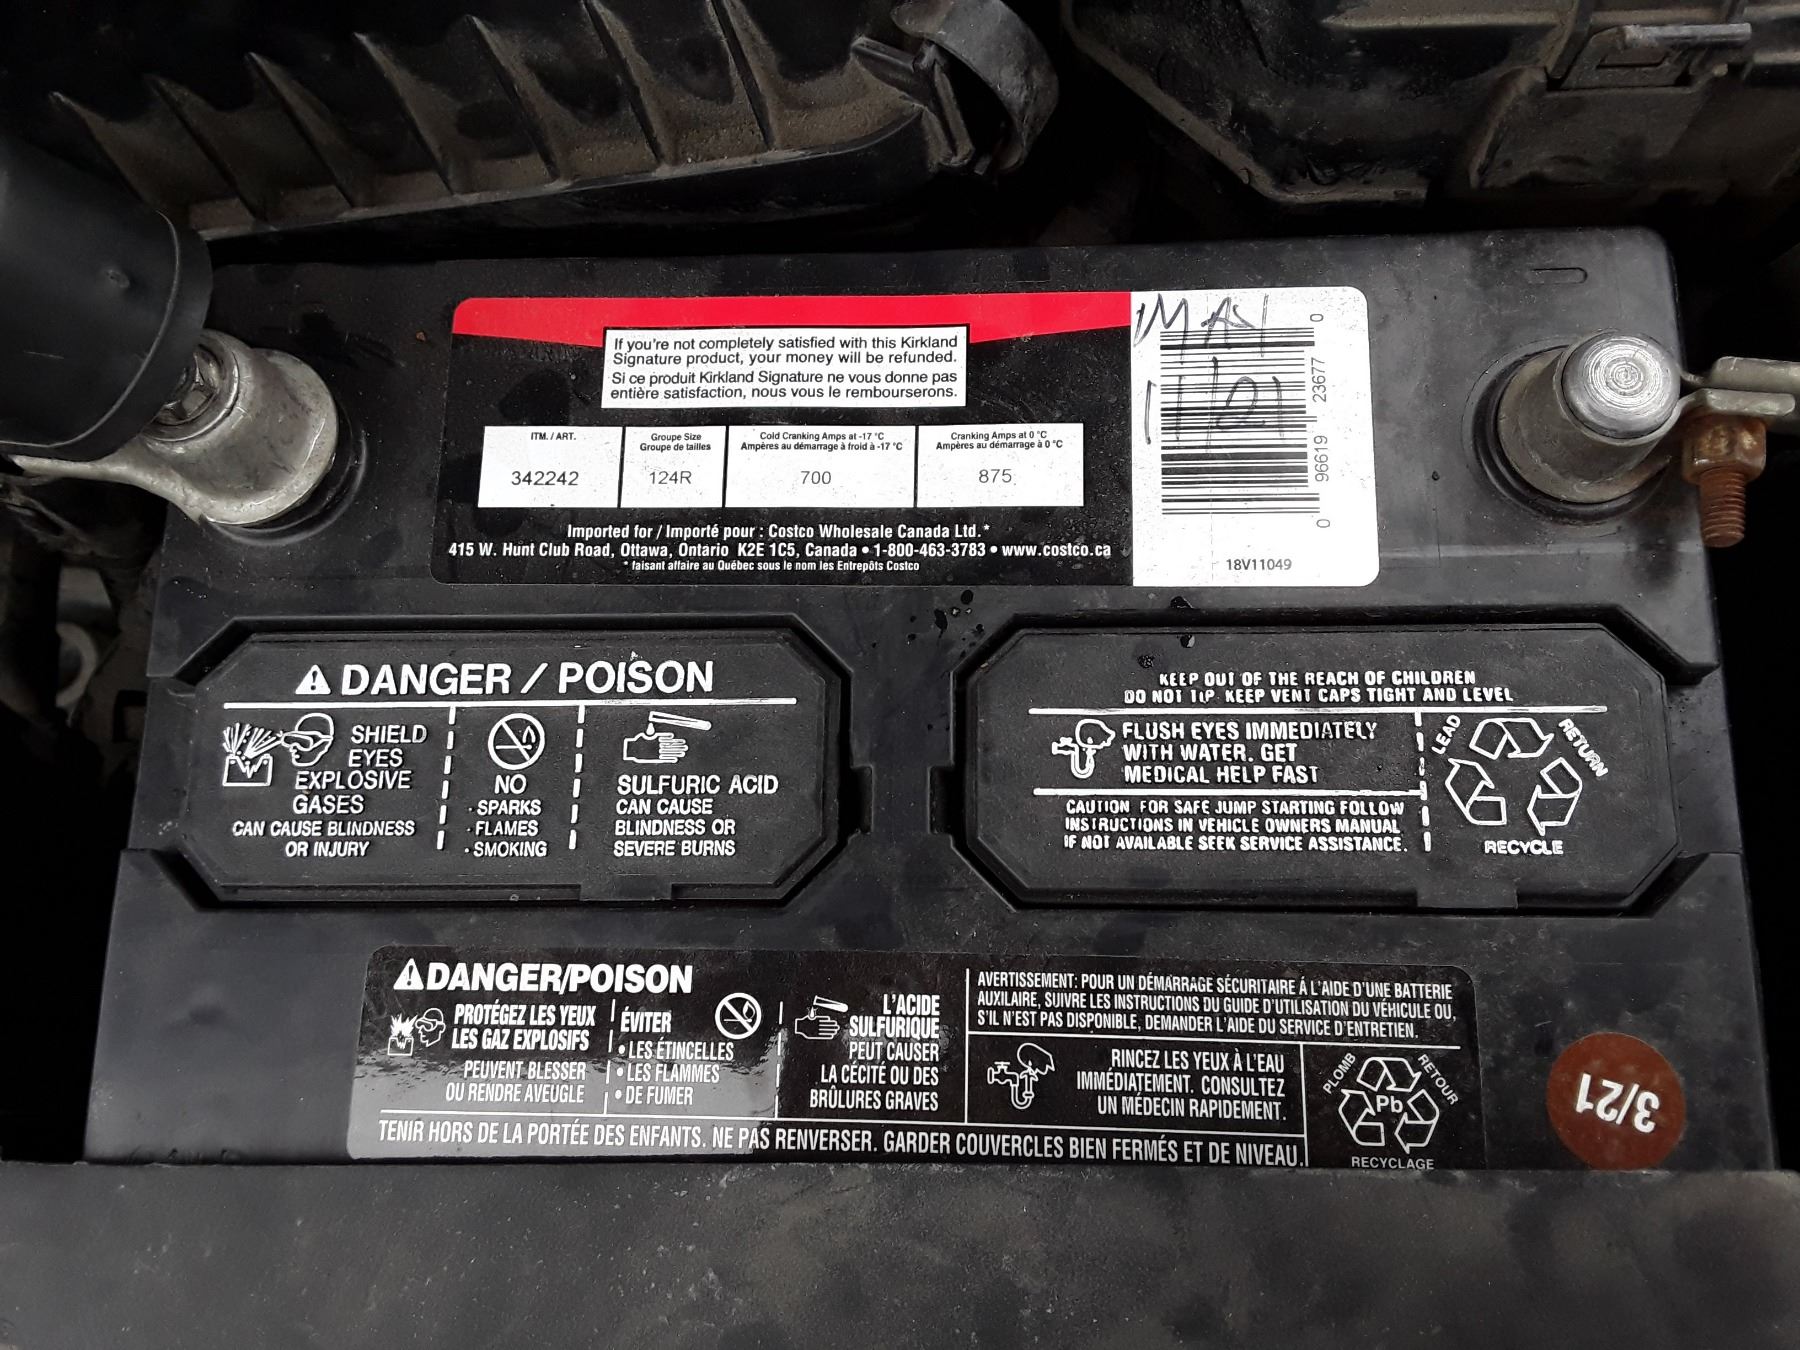 If you're not completely satisfied with this Kirkland
Signature product, your money will be refunded.
Si ce produit Kirkland Signature ne vous donne pas
entière satisfaction, nous vous le rembourserons.
ITM. / ART.
342242
Groupe Size
Groupe de tailles
124R
Cold Cranking Amps at -17 °C
Ampères au démarrage à froid à -17 °C
700
Cranking Amps at 0 °C
Ampères au démarrage à 0 °C
875
Imported for / Importé pour : Costco Wholesale Canada Ltd.*
415 W. Hunt Club Road, Ottawa, Ontario K2E 1C5, Canada • 1-800-463-3783 • www.costco.ca
* faisant affaire au Québec sous le nom les Entrepôts Costco
MAY
11/21
0 96619 23677 0
18V11049
DANGER / POISON
SHIELD
EYES
EXPLOSIVE
GASES
CAN CAUSE BLINDNESS
OR INJURY
NO
· SPARKS
· FLAMES
· SMOKING
SULFURIC ACID
CAN CAUSE
BLINDNESS OR
SEVERE BURNS
KEEP OUT OF THE REACH OF CHILDREN
DO NOT TIP. KEEP VENT CAPS TIGHT AND LEVEL
FLUSH EYES IMMEDIATELY
WITH WATER. GET
MEDICAL HELP FAST
CAUTION FOR SAFE JUMP STARTING FOLLOW
INSTRUCTIONS IN VEHICLE OWNERS MANUAL
IF NOT AVAILABLE SEEK SERVICE ASSISTANCE.
LEAD
RETURN
RECYCLE
DANGER/POISON
PROTÉGEZ LES YEUX
LES GAZ EXPLOSIFS
PEUVENT BLESSER
OU RENDRE AVEUGLE
ÉVITER
• LES ÉTINCELLES
• LES FLAMMES
• DE FUMER
L'ACIDE
SULFURIQUE
PEUT CAUSER
LA CÉCITÉ OU DES
BRÛLURES GRAVES
AVERTISSEMENT: POUR UN DÉMARRAGE SÉCURITAIRE Á L'AIDE D'UNE BATTERIE
AUXILAIRE, SUIVRE LES INSTRUCTIONS DU GUIDE D'UTILISATION DU VÉHICULE OU,
S'IL N'EST PAS DISPONIBLE, DEMANDER L'AIDE DU SERVICE D'ENTRETIEN.
RINCEZ LES YEUX À L'EAU
IMMÉDIATEMENT. CONSULTEZ
UN MÉDECIN RAPIDEMENT.
PLOMB
RETOUR
Pb
RECYCLAGE
TENIR HORS DE LA PORTÉE DES ENFANTS. NE PAS RENVERSER. GARDER COUVERCLES BIEN FERMÉS ET DE NIVEAU.
3/21